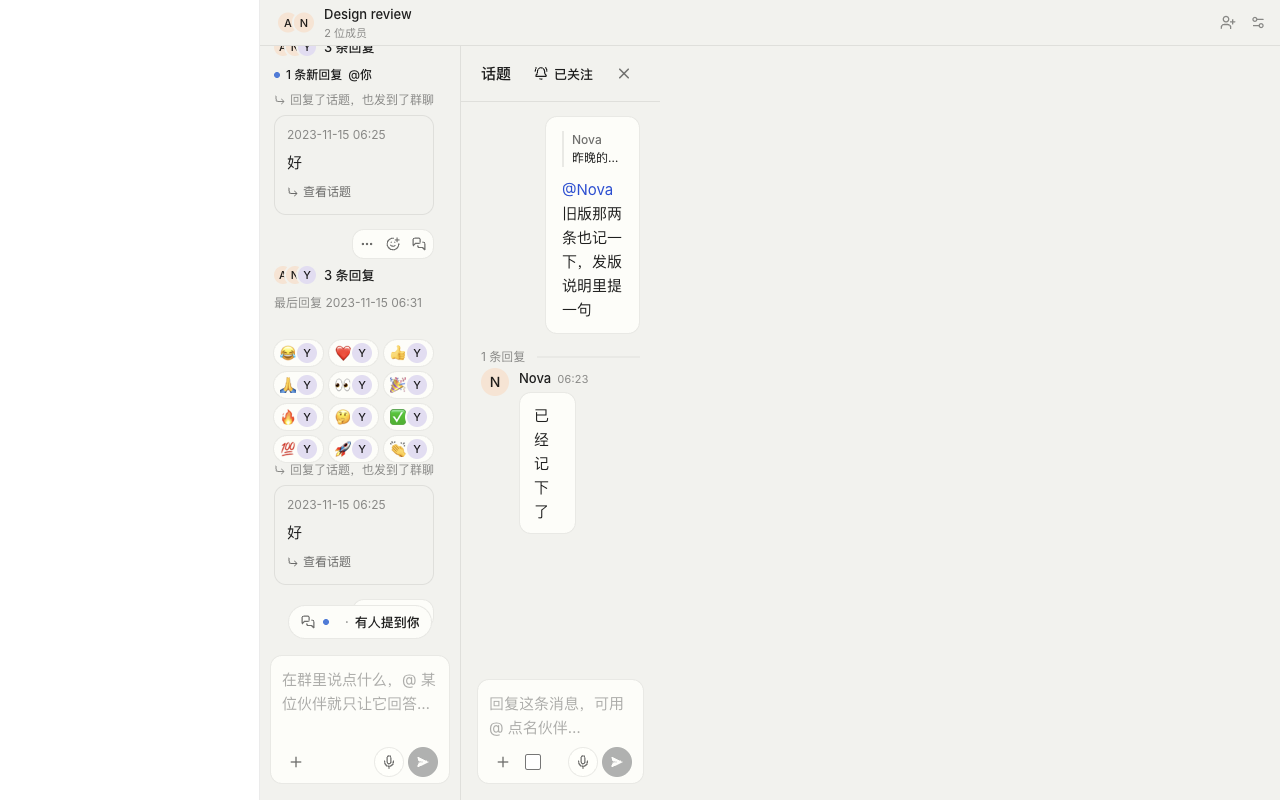 A N
Design review
2 位成员
3 条回复
1 条新回复 @你
回复了话题，也发到了群聊
2023-11-15 06:25
好
查看话题
A N Y 3 条回复
最后回复 2023-11-15 06:31
Y Y Y
Y Y Y
Y Y Y
Y Y Y
回复了话题，也发到了群聊
2023-11-15 06:25
好
查看话题
· 有人提到你
在群里说点什么，@ 某
位伙伴就只让它回答...
话题
已关注
Nova
昨晚的...
@Nova
旧版那两
条也记一
下，发版
说明里提
一句
1 条回复
N
Nova 06:23
已
经
记
下
了
回复这条消息，可用
@ 点名伙伴...